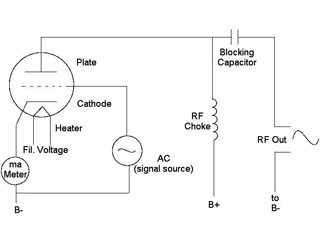 Plate
Blocking
Capacitor
Cathode
RF
Choke
Heater
Fil. Voltage
RF Out
ma
Meter
AC
(signal source)
B-
B+
to
B-